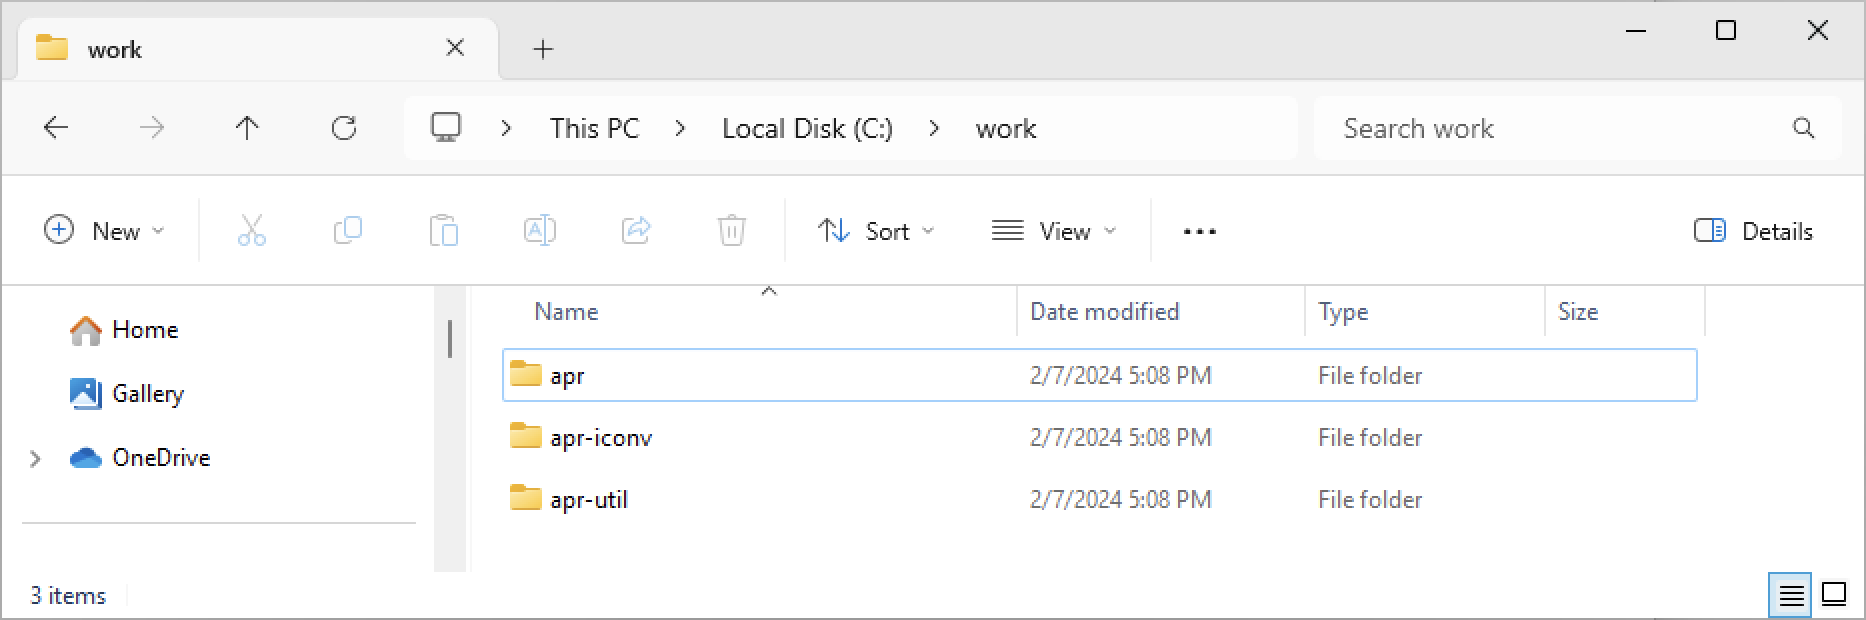 work
This PC > Local Disk (C:) > work
Search work
New
Sort
View
Details
Home
Gallery
OneDrive
Name Date modified Type Size
apr 2/7/2024 5:08 PM File folder
apr-iconv 2/7/2024 5:08 PM File folder
apr-util 2/7/2024 5:08 PM File folder
3 items